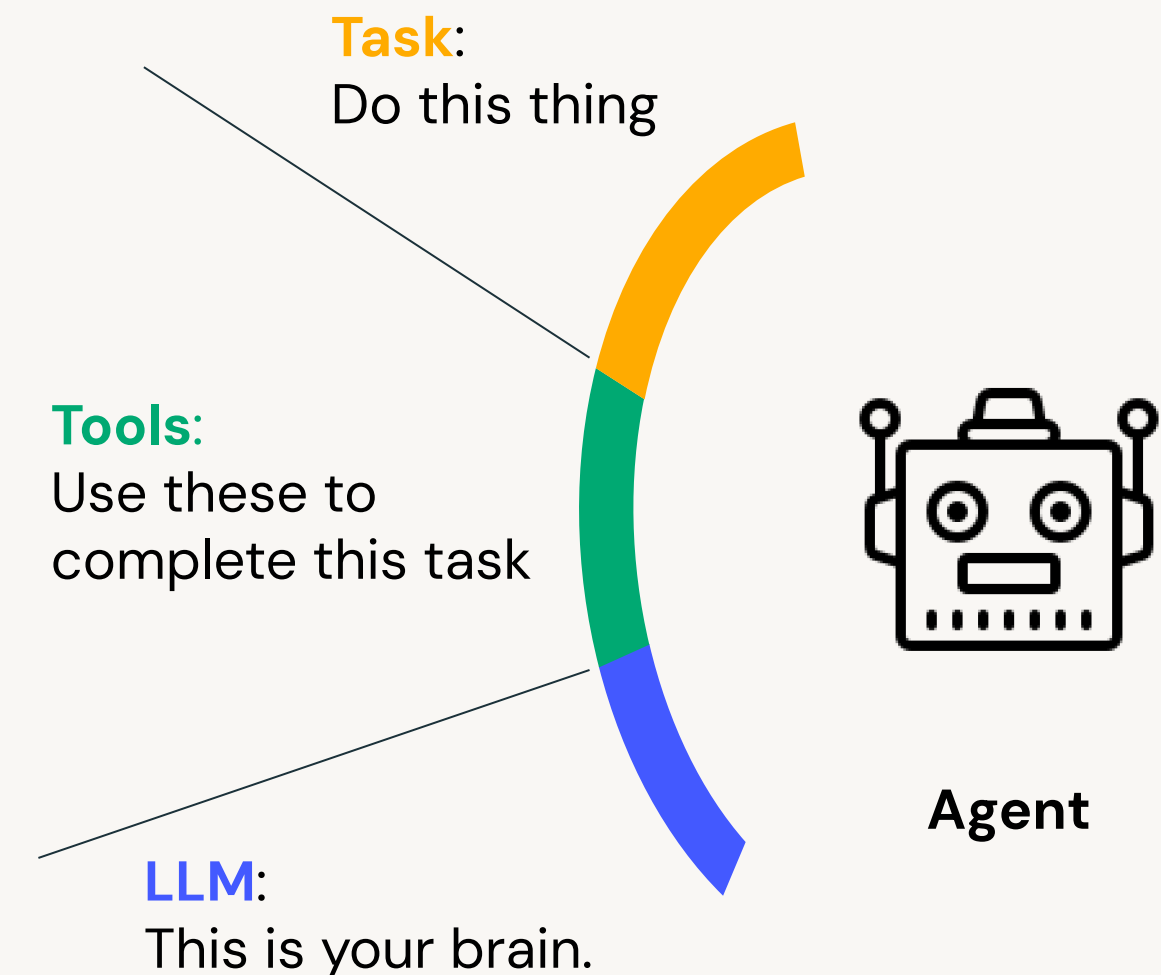 Task:
Do this thing
Tools:
Use these to
complete this task
Agent
LLM:
This is your brain.